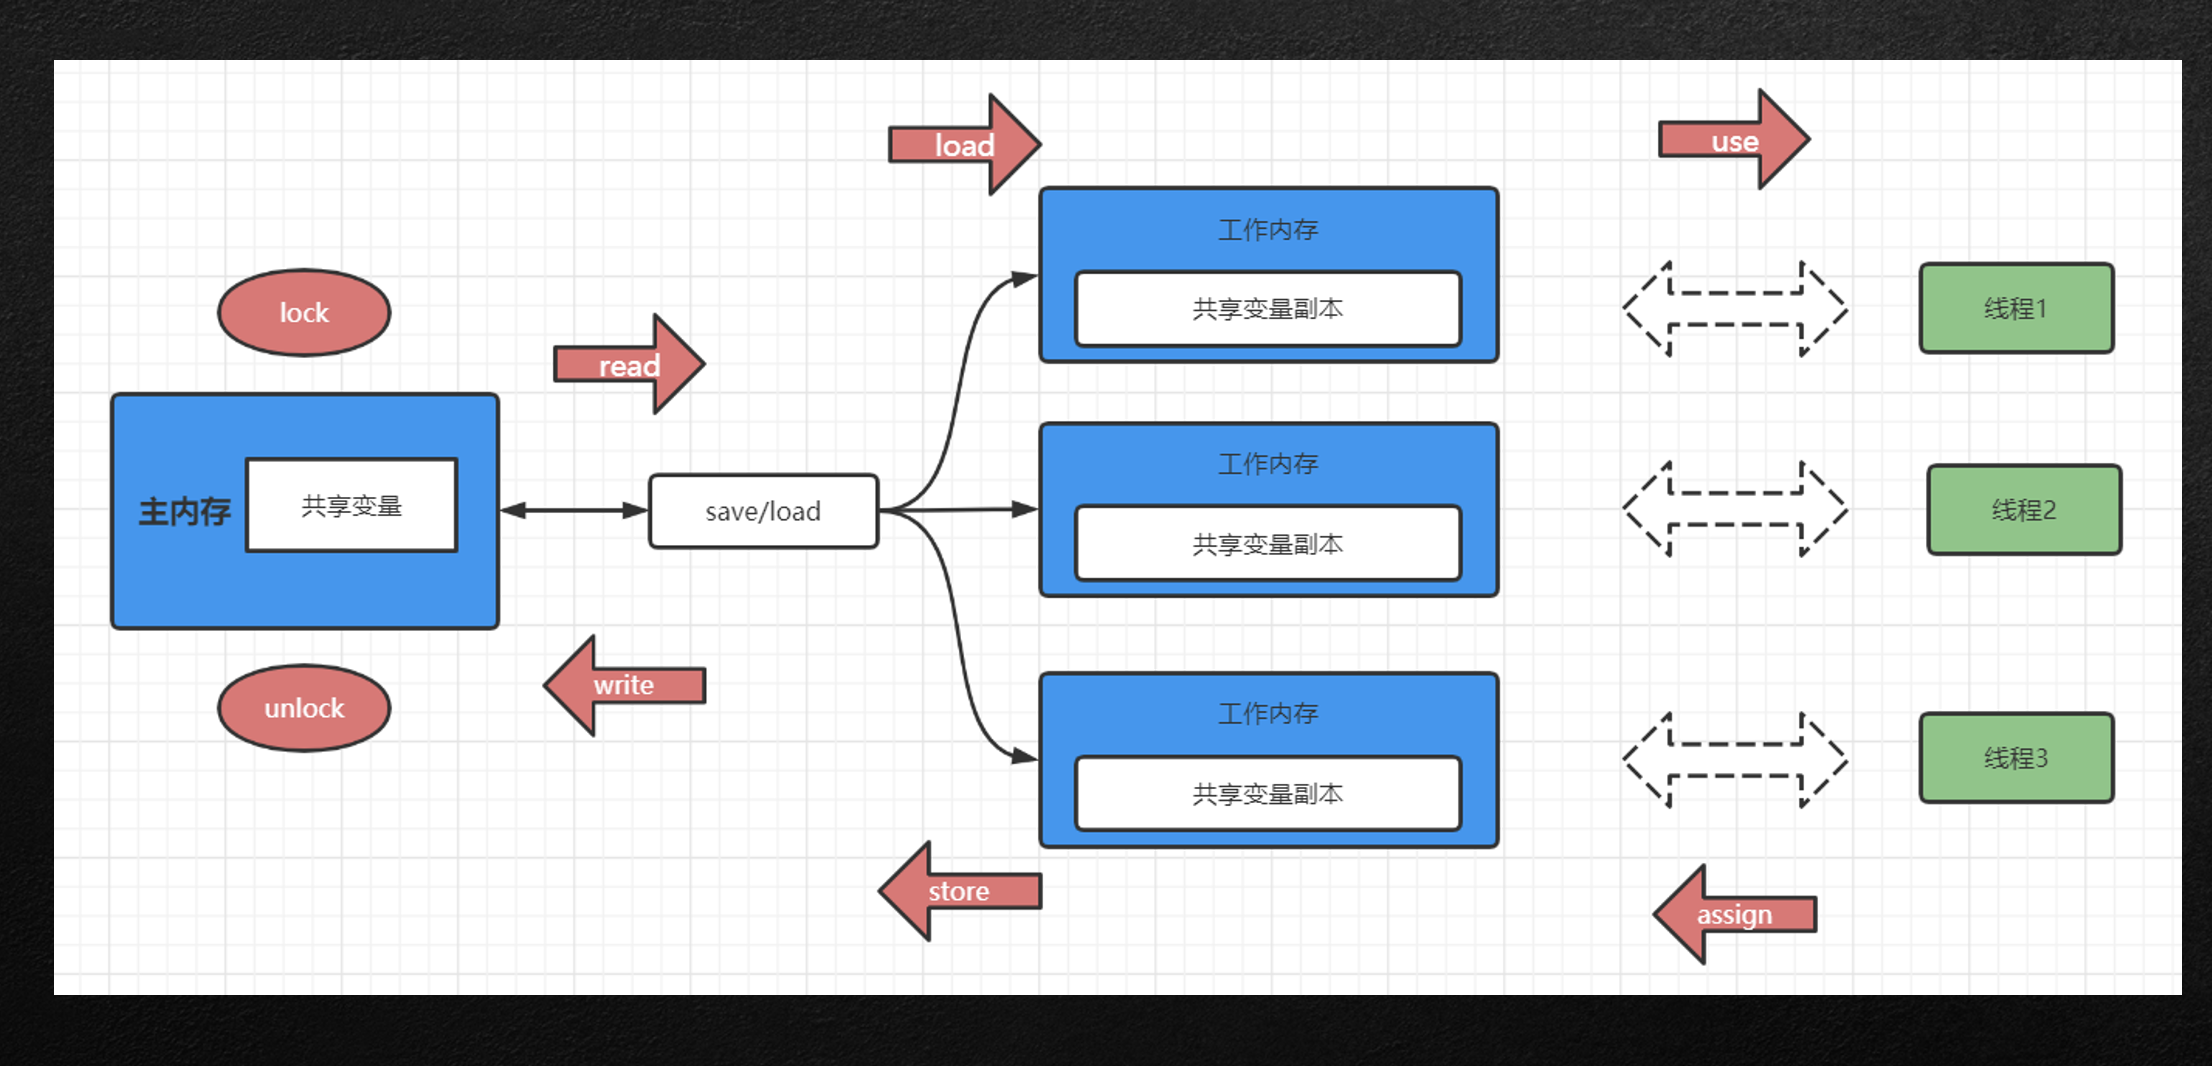 load
use
工作内存
共享变量副本
线程1
lock
read
主内存
共享变量
save/load
工作内存
共享变量副本
线程2
unlock
write
工作内存
共享变量副本
线程3
store
assign